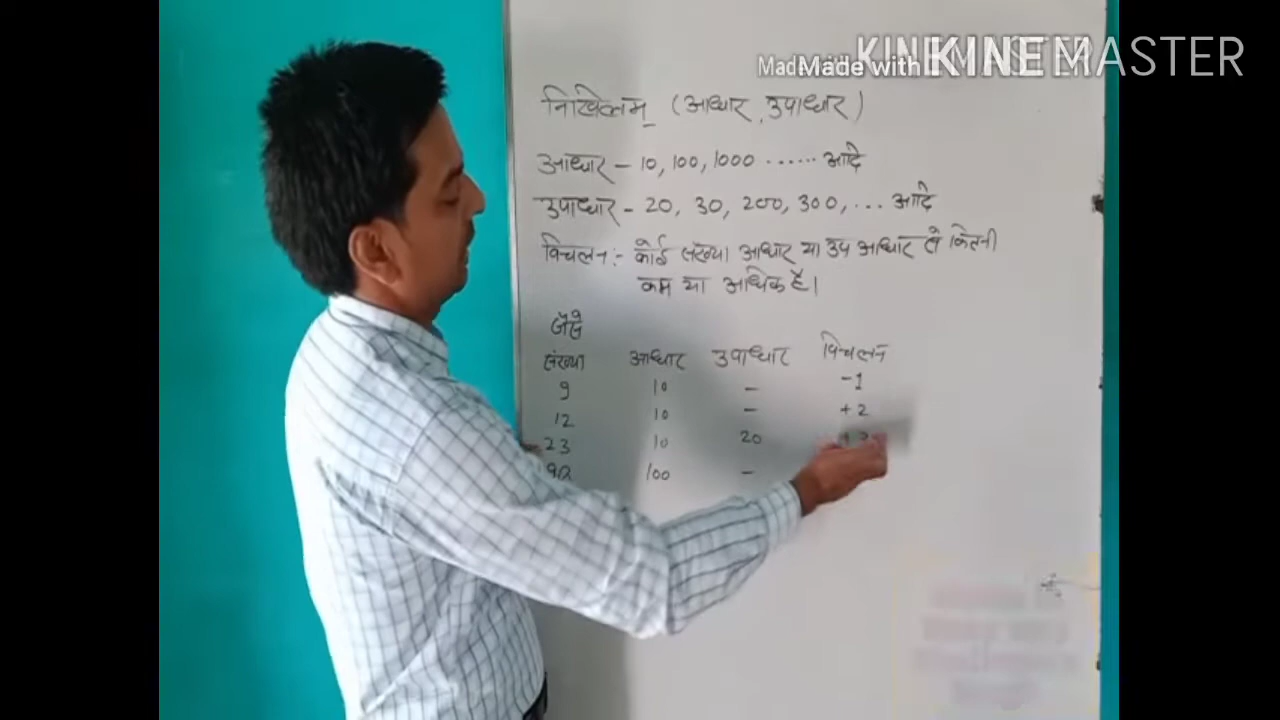 Made with KINEMASTER
निखिलम् (आधार, उपाधार)
आधार - 10, 100, 1000 ...... आदि
उपाधार - 20, 30, 200, 300, ... आदि
विचलन :- कोई संख्या आधार या उप आधार से कितनी
कम या अधिक है।
जैसे
संख्या आधार उपाधार विचलन
9 10 - -1
12 10 - +2
23 10 20
100 -